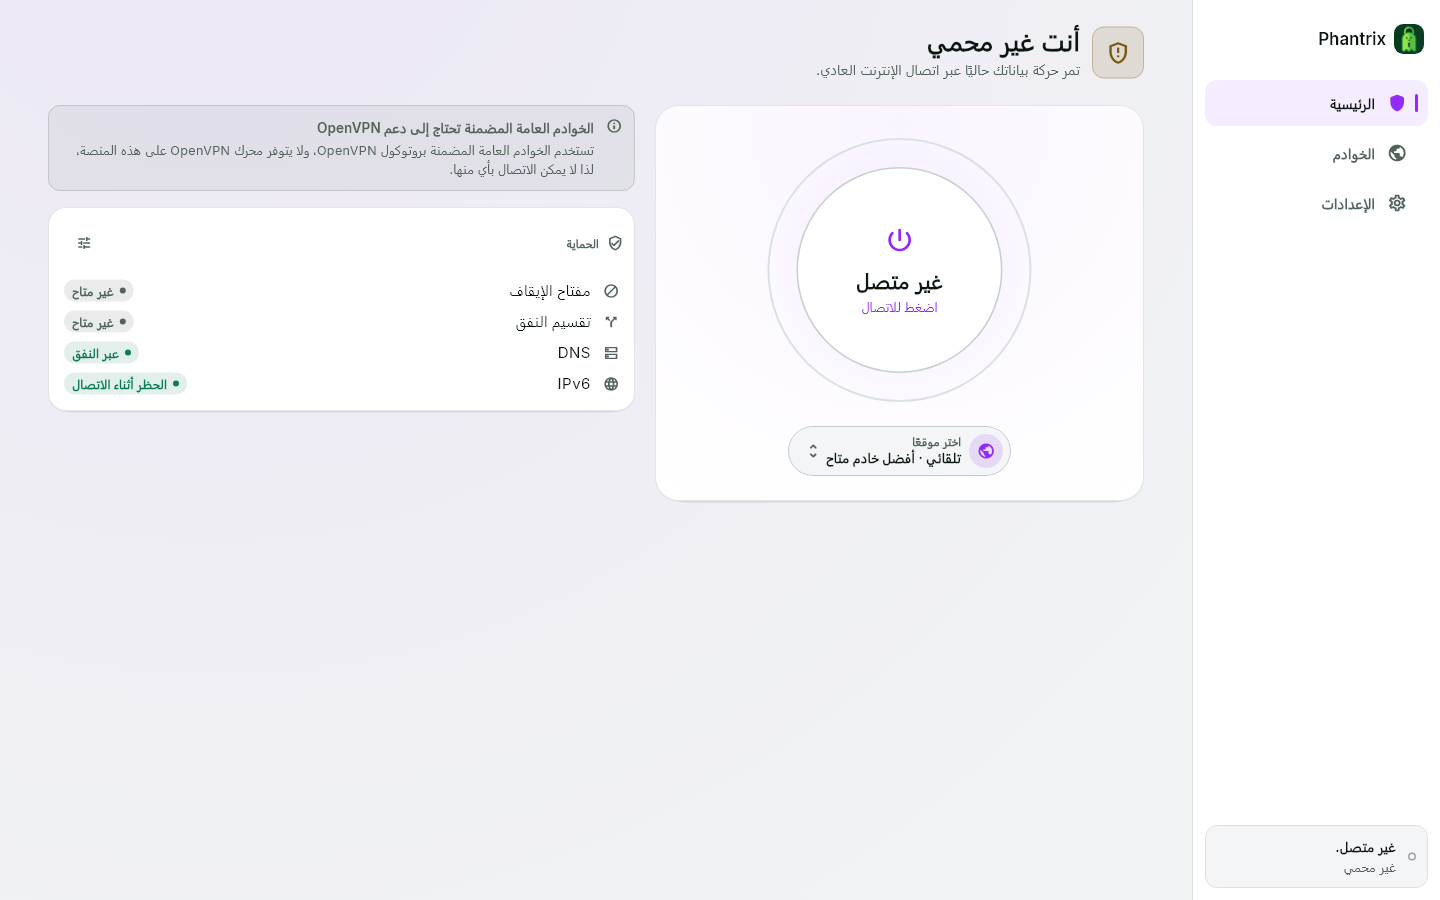 Phantrix
الرئيسية
الخوادم
الإعدادات
غير متصل.
غير محمي
أنت غير محمي
تمر حركة بياناتك حاليًا عبر اتصال الإنترنت العادي.
غير متصل
اضغط للاتصال
اختر موقعًا
تلقائي · أفضل خادم متاح
الخوادم العامة المضمنة تحتاج إلى دعم OpenVPN
تستخدم الخوادم العامة المضمنة بروتوكول OpenVPN، ولا يتوفر محرك OpenVPN على هذه المنصة،
لذا لا يمكن الاتصال بأي منها.
الحماية
مفتاح الإيقاف
غير متاح
تقسيم النفق
غير متاح
DNS
عبر النفق
IPv6
الحظر أثناء الاتصال